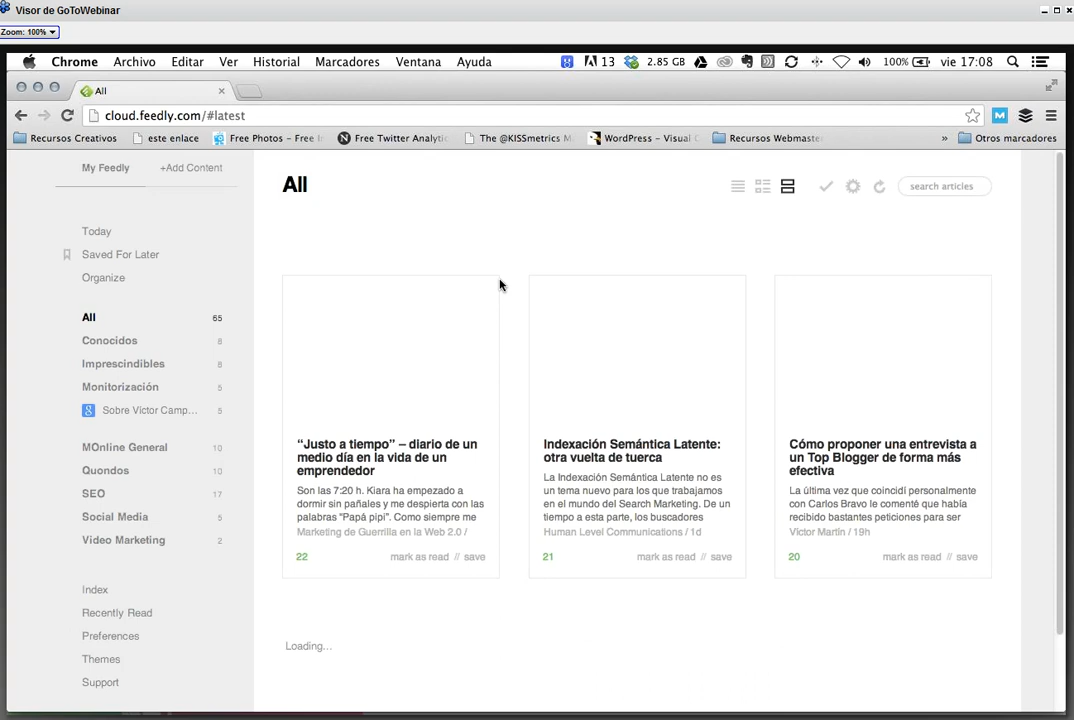 Visor de GoToWebinar
Zoom: 100%
Chrome Archivo Editar Ver Historial Marcadores Ventana Ayuda 13 2.85 GB 100% vie 17:08
All
cloud.feedly.com/#latest
Recursos Creativos este enlace Free Photos – Free I Free Twitter Analytic The @KISSmetrics M WordPress – Visual Recursos Webmaste » Otros marcadores
My Feedly +Add Content
All
search articles
Today
Saved For Later
Organize
All 65
Conocidos 8
Imprescindibles 8
Monitorización 5
Sobre Víctor Camp... 5
MOnline General 10
Quondos 10
SEO 17
Social Media 5
Video Marketing 2
Index
Recently Read
Preferences
Themes
Support
“Justo a tiempo” – diario de un
medio día en la vida de un
emprendedor
Son las 7:20 h. Kiara ha empezado a
dormir sin pañales y me despierta con las
palabras "Papá pipi". Como siempre me
Marketing de Guerrilla en la Web 2.0 /
22 mark as read // save
Indexación Semántica Latente:
otra vuelta de tuerca
La Indexación Semántica Latente no es
un tema nuevo para los que trabajamos
en el mundo del Search Marketing. De un
tiempo a esta parte, los buscadores
Human Level Communications / 1d
21 mark as read // save
Cómo proponer una entrevista a
un Top Blogger de forma más
efectiva
La última vez que coincidí personalmente
con Carlos Bravo le comenté que había
recibido bastantes peticiones para ser
Víctor Martín / 19h
20 mark as read // save
Loading...